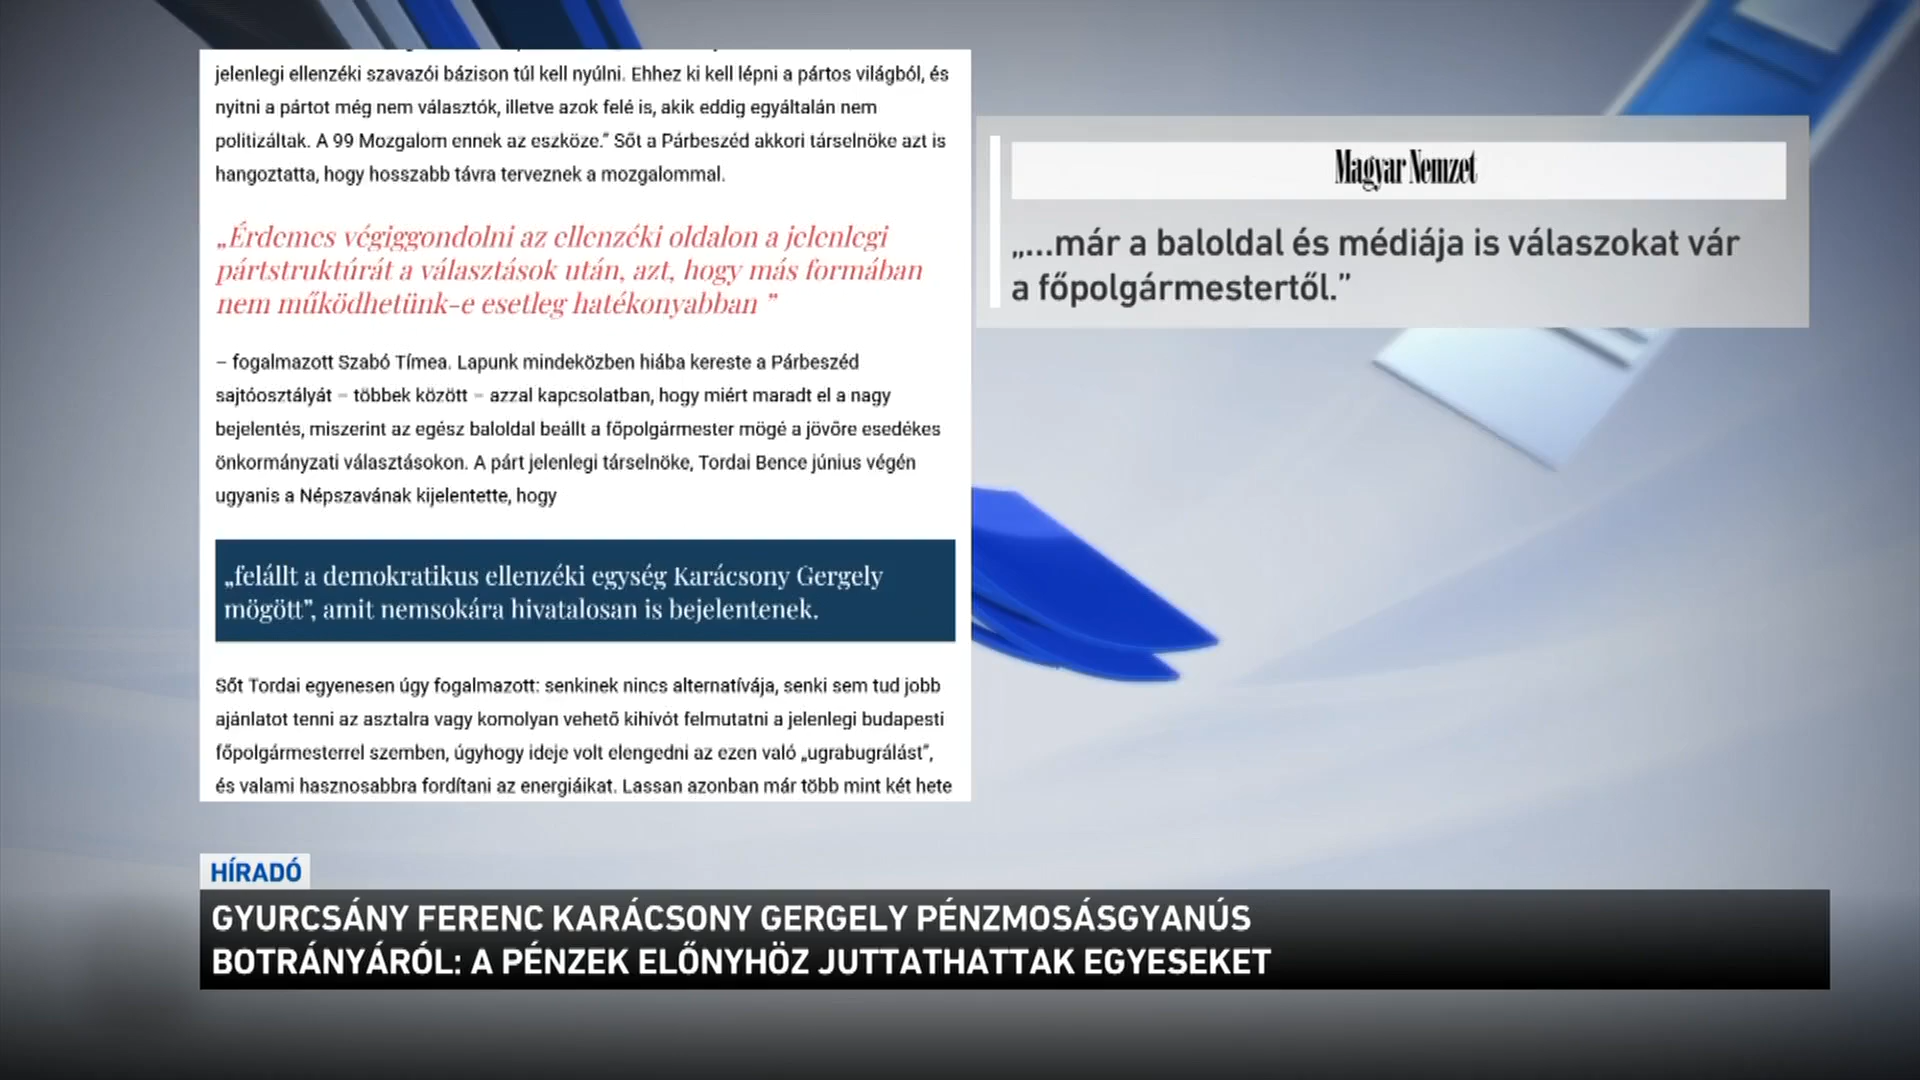 jelenlegi ellenzéki szavazói bázison túl kell nyúlni. Ehhez ki kell lépni a pártos világból, és
nyitni a pártot még nem választók, illetve azok felé is, akik eddig egyáltalán nem
politizáltak. A 99 Mozgalom ennek az eszköze.” Sőt a Párbeszéd akkori társelnöke azt is
hangoztatta, hogy hosszabb távra terveznek a mozgalommal.
„Érdemes végiggondolni az ellenzéki oldalon a jelenlegi
pártstruktúrát a választások után, azt, hogy más formában
nem működhetünk-e esetleg hatékonyabban ”
– fogalmazott Szabó Tímea. Lapunk mindeközben hiába kereste a Párbeszéd
sajtóosztályát – többek között – azzal kapcsolatban, hogy miért maradt el a nagy
bejelentés, miszerint az egész baloldal beállt a főpolgármester mögé a jövőre esedékes
önkormányzati választásokon. A párt jelenlegi társelnöke, Tordai Bence június végén
ugyanis a Népszavának kijelentette, hogy
„felállt a demokratikus ellenzéki egység Karácsony Gergely
mögött”, amit nemsokára hivatalosan is bejelentenek.
Sőt Tordai egyenesen úgy fogalmazott: senkinek nincs alternatívája, senki sem tud jobb
ajánlatot tenni az asztalra vagy komolyan vehető kihívót felmutatni a jelenlegi budapesti
főpolgármesterrel szemben, úgyhogy ideje volt elengedni az ezen való „ugrabugrálást”,
és valami hasznosabbra fordítani az energiáikat. Lassan azonban már több mint két hete
Magyar Nemzet
„...már a baloldal és médiája is válaszokat vár
a főpolgármestertől.”
HÍRADÓ
GYURCSÁNY FERENC KARÁCSONY GERGELY PÉNZMOSÁSGYANÚS
BOTRÁNYÁRÓL: A PÉNZEK ELŐNYHÖZ JUTTATHATTAK EGYESEKET